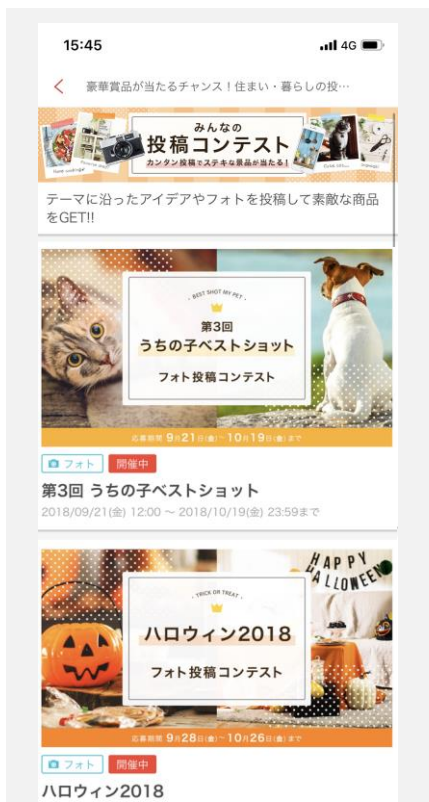 15:45
4G
豪華賞品が当たるチャンス！住まい・暮らしの投…
みんなの
投稿コンテスト
カンタン投稿でステキな景品が当たる！
テーマに沿ったアイデアやフォトを投稿して素敵な商品
をGET!!
BEST SHOT MY PET
第3回
うちの子ベストショット
フォト投稿コンテスト
応募期間 9月21日(金)~10月19日(金)まで
フォト 開催中
第3回 うちの子ベストショット
2018/09/21(金) 12:00 ～ 2018/10/19(金) 23:59まで
HAPPY
HALLOWEEN
TRICK OR TREAT
ハロウィン2018
フォト投稿コンテスト
応募期間 9月28日(金)~10月26日(金)まで
フォト 開催中
ハロウィン2018